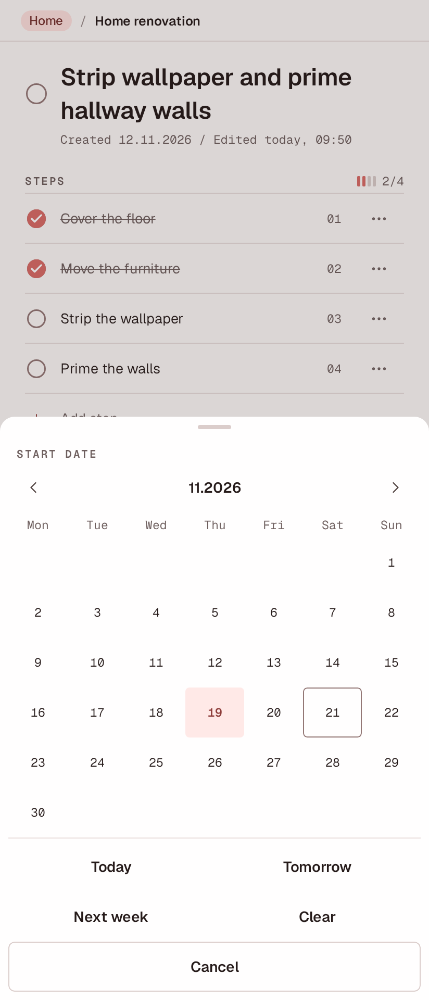 Home / Home renovation
Strip wallpaper and prime
hallway walls
Created 12.11.2026 / Edited today, 09:50
STEPS 2/4
Cover the floor 01
Move the furniture 02
Strip the wallpaper 03
Prime the walls 04
Add step
START DATE
11.2026
Mon Tue Wed Thu Fri Sat Sun
1
2 3 4 5 6 7 8
9 10 11 12 13 14 15
16 17 18 19 20 21 22
23 24 25 26 27 28 29
30
Today Tomorrow
Next week Clear
Cancel